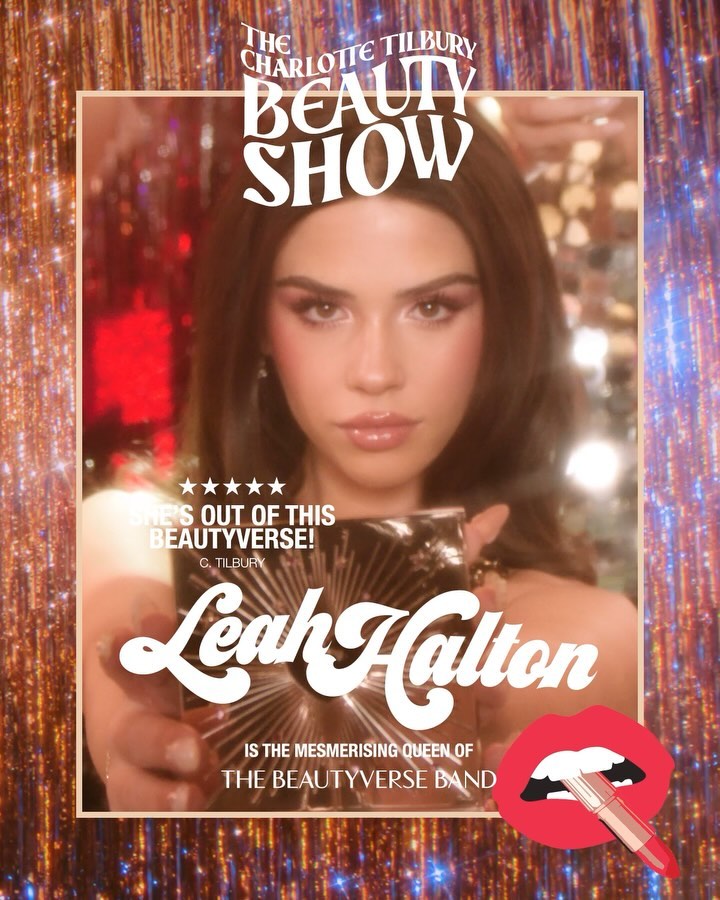 THE
CHARLOTTE TILBURY
BEAUTY
SHOW
★★★★★
SHE'S OUT OF THIS
BEAUTYVERSE!
C. TILBURY
Leah Halton
IS THE MESMERISING QUEEN OF
THE BEAUTYVERSE BAND